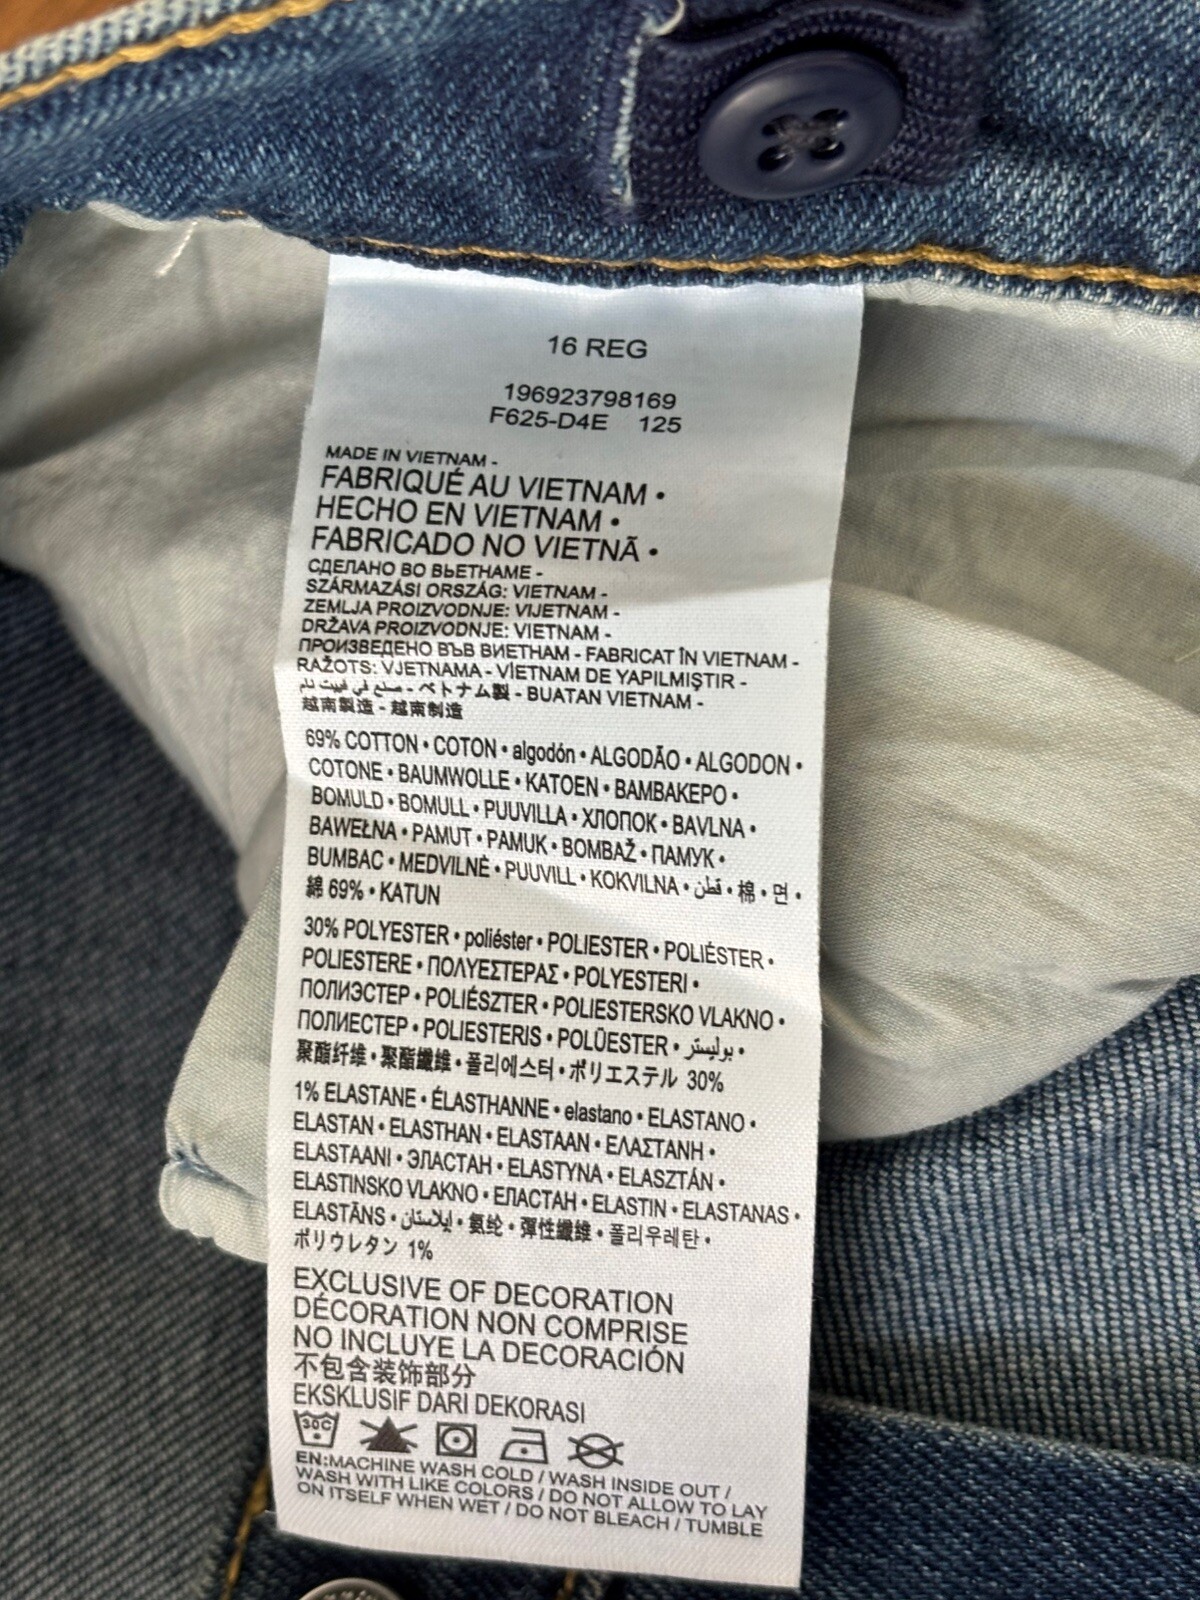 16 REG
196923798169
F625-D4E 125
MADE IN VIETNAM -
FABRIQUÉ AU VIETNAM •
HECHO EN VIETNAM •
FABRICADO NO VIETNÃ •
СДЕЛАНО ВО ВЬЕТНАМЕ -
SZÁRMAZÁSI ORSZÁG: VIETNAM -
ZEMLJA PROIZVODNJE: VIJETNAM -
DRŽAVA PROIZVODNJE: VIETNAM -
ПРОИЗВЕДЕНО ВЪВ ВИЕТНАМ - FABRICAT ÎN VIETNAM -
RAŽOTS: VJETNAMA - VİETNAM DE YAPILMIŞTIR -
صنع في فييت نام - ベトナム製 - BUATAN VIETNAM -
越南製造 - 越南制造
69% COTTON • COTON • algodón • ALGODÃO • ALGODON •
COTONE • BAUMWOLLE • KATOEN • BAMBAKEPO •
BOMULD • BOMULL • PUUVILLA • ХЛОПОК • BAVLNA •
BAWEŁNA • PAMUT • PAMUK • BOMBAŽ • ПАМУК •
BUMBAC • MEDVILNĖ • PUUVILL • KOKVILNA • قطن • 棉 • 면 •
綿 69% • KATUN
30% POLYESTER • poliéster • POLIESTER • POLIÉSTER •
POLIESTERE • ΠΟΛΥΕΣΤΕΡΑΣ • POLYESTERI •
ПОЛИЭСТЕР • POLIÉSZTER • POLIESTERSKO VLAKNO •
ПОЛИЕСТЕР • POLIESTERIS • POLÜESTER • بوليستر •
聚酯纤维 • 聚酯纖維 • 폴리에스터 • ポリエステル 30%
1% ELASTANE • ÉLASTHANNE • elastano • ELASTANO •
ELASTAN • ELASTHAN • ELASTAAN • ΕΛΑΣΤΑΝΗ •
ELASTAANI • ЭЛАСТАН • ELASTYNA • ELASZTÁN •
ELASTINSKO VLAKNO • ЕЛАСТАН • ELASTIN • ELASTANAS •
ELASTĀNS • إيلاستان • 氨纶 • 彈性纖維 • 폴리우레탄 •
ポリウレタン 1%
EXCLUSIVE OF DECORATION
DÉCORATION NON COMPRISE
NO INCLUYE LA DECORACIÓN
不包含装饰部分
EKSKLUSIF DARI DEKORASI
30C
EN:MACHINE WASH COLD / WASH INSIDE OUT /
WASH WITH LIKE COLORS / DO NOT ALLOW TO LAY
ON ITSELF WHEN WET / DO NOT BLEACH / TUMBLE